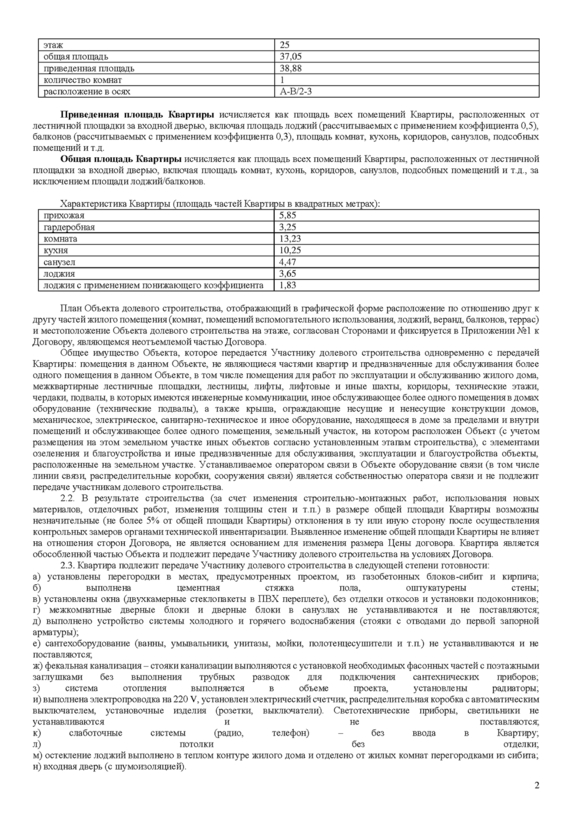 этаж 25
общая площадь 37,05
приведенная площадь 38,88
количество комнат 1
расположение в осях А-В/2-3
Приведенная площадь Квартиры исчисляется как площадь всех помещений Квартиры, расположенных от
лестничной площадки за входной дверью, включая площадь лоджий (рассчитываемых с применением коэффициента 0,5),
балконов (рассчитываемых с применением коэффициента 0,3), площадь комнат, кухонь, коридоров, санузлов, подсобных
помещений и т.д.
Общая площадь Квартиры исчисляется как площадь всех помещений Квартиры, расположенных от лестничной
площадки за входной дверью, включая площадь комнат, кухонь, коридоров, санузлов, подсобных помещений и т.д., за
исключением площади лоджий/балконов.
Характеристика Квартиры (площадь частей Квартиры в квадратных метрах):
прихожая 5,85
гардеробная 3,25
комната 13,23
кухня 10,25
санузел 4,47
лоджия 3,65
лоджия с применением понижающего коэффициента 1,83
План Объекта долевого строительства, отображающий в графической форме расположение по отношению друг к
другу частей жилого помещения (комнат, помещений вспомогательного использования, лоджий, веранд, балконов, террас)
и местоположение Объекта долевого строительства на этаже, согласован Сторонами и фиксируется в Приложении №1 к
Договору, являющемся неотъемлемой частью Договора.
Общее имущество Объекта, которое передается Участнику долевого строительства одновременно с передачей
Квартиры: помещения в данном Объекте, не являющиеся частями квартир и предназначенные для обслуживания более
одного помещения в данном Объекте, в том числе помещения для работ по эксплуатации и обслуживанию жилого дома,
межквартирные лестничные площадки, лестницы, лифты, лифтовые и иные шахты, коридоры, технические этажи,
чердаки, подвалы, в которых имеются инженерные коммуникации, иное обслуживающее более одного помещения в домах
оборудование (технические подвалы), а также крыша, ограждающие несущие и ненесущие конструкции домов,
механическое, электрическое, санитарно-техническое и иное оборудование, находящееся в доме за пределами и внутри
помещений и обслуживающее более одного помещения, земельный участок, на котором расположен Объект (с учетом
размещения на этом земельном участке иных объектов согласно установленным этапам строительства), с элементами
озеленения и благоустройства и иные предназначенные для обслуживания, эксплуатации и благоустройства объекты,
расположенные на земельном участке. Устанавливаемое оператором связи в Объекте оборудование связи (в том числе
линии связи, распределительные коробки, сооружения связи) является собственностью оператора связи и не подлежит
передаче участникам долевого строительства.
2.2. В результате строительства (за счет изменения строительно-монтажных работ, использования новых
материалов, отделочных работ, изменения толщины стен и т.п.) в размере общей площади Квартиры возможны
незначительные (не более 5% от общей площади Квартиры) отклонения в ту или иную сторону после осуществления
контрольных замеров органами технической инвентаризации. Выявленное изменение общей площади Квартиры не влияет
на отношения сторон Договора, не является основанием для изменения размера Цены договора. Квартира является
обособленной частью Объекта и подлежит передаче Участнику долевого строительства на условиях Договора.
2.3. Квартира подлежит передаче Участнику долевого строительства в следующей степени готовности:
а) установлены перегородки в местах, предусмотренных проектом, из газобетонных блоков-сибит и кирпича;
б) выполнена цементная стяжка пола, оштукатурены стены;
в) установлены окна (двухкамерные стеклопакеты в ПВХ переплете), без отделки откосов и установки подоконников;
г) межкомнатные дверные блоки и дверные блоки в санузлах не устанавливаются и не поставляются;
д) выполнено устройство системы холодного и горячего водоснабжения (стояки с отводами до первой запорной
арматуры);
е) сантехоборудование (ванны, умывальники, унитазы, мойки, полотенцесушители и т.п.) не устанавливаются и не
поставляются;
ж) фекальная канализация – стояки канализации выполняются с установкой необходимых фасонных частей с поэтажными
заглушками без выполнения трубных разводок для подключения сантехнических приборов;
з) система отопления выполняется в объеме проекта, установлены радиаторы;
и) выполнена электропроводка на 220 V, установлен электрический счетчик, распределительная коробка с автоматическим
выключателем, установочные изделия (розетки, выключатели). Светотехнические приборы, светильники не
устанавливаются и не поставляются;
к) слаботочные системы (радио, телефон) – без ввода в Квартиру;
л) потолки без отделки;
м) остекление лоджий выполнено в теплом контуре жилого дома и отделено от жилых комнат перегородками из сибита;
н) входная дверь (с шумоизоляцией).
2